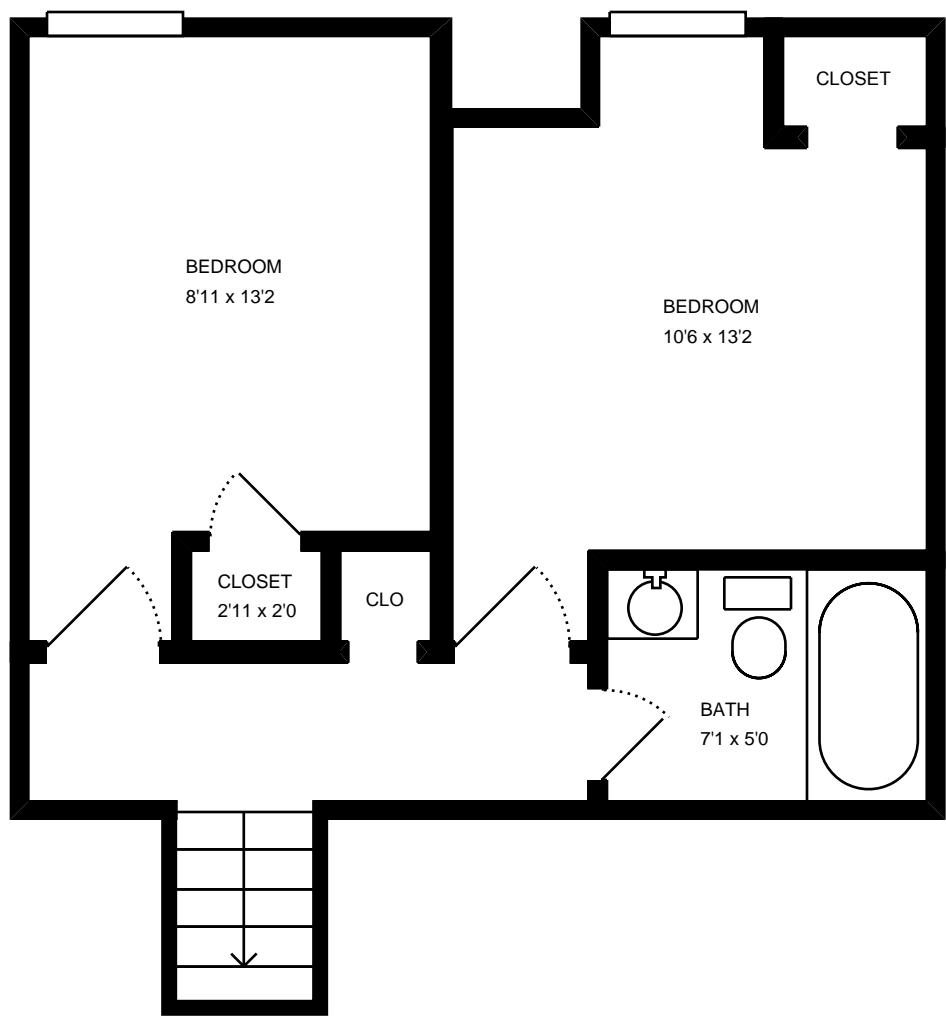 CLOSET
BEDROOM
8'11 x 13'2
BEDROOM
10'6 x 13'2
CLOSET
2'11 x 2'0
CLO
BATH
7'1 x 5'0